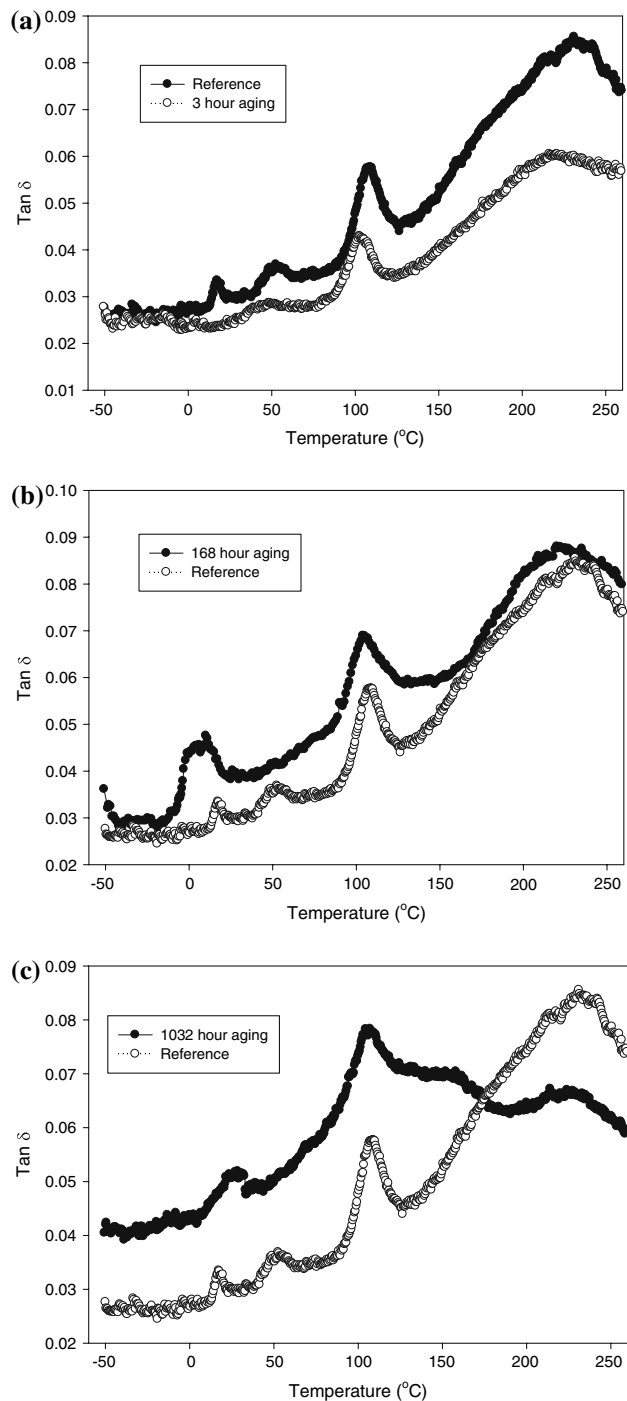 (a)
0.09
0.08
0.07
0.06
0.05
0.04
0.03
0.02
0.01
Tan δ
Reference
3 hour aging
-50 0 50 100 150 200 250
Temperature (°C)
(b)
0.10
0.09
0.08
0.07
0.06
0.05
0.04
0.03
0.02
Tan δ
168 hour aging
Reference
-50 0 50 100 150 200 250
Temperature (°C)
(c)
0.09
0.08
0.07
0.06
0.05
0.04
0.03
0.02
Tan δ
1032 hour aging
Reference
-50 0 50 100 150 200 250
Temperature (°C)